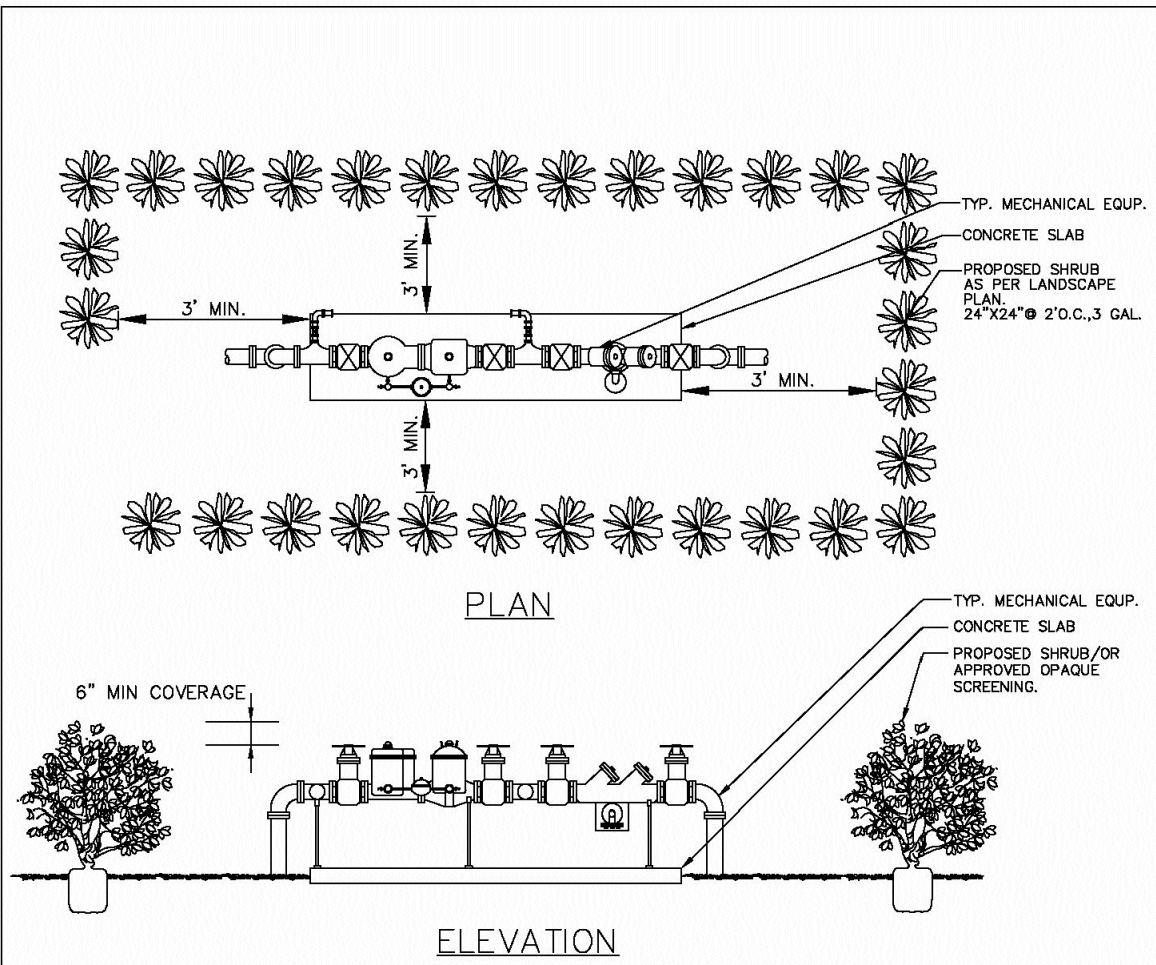 TYP. MECHANICAL EQUP.
CONCRETE SLAB
PROPOSED SHRUB
AS PER LANDSCAPE
PLAN.
24"X24"@ 2'O.C.,3 GAL.
3' MIN.
3' MIN.
3' MIN.
3' MIN.
PLAN
TYP. MECHANICAL EQUP.
CONCRETE SLAB
PROPOSED SHRUB/OR
APPROVED OPAQUE
SCREENING.
6" MIN COVERAGE
ELEVATION